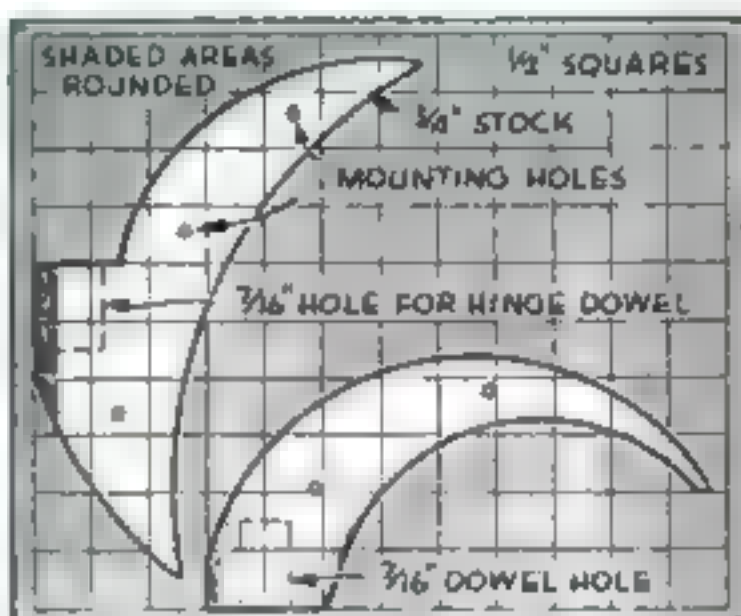 SHADED AREAS
ROUNDED
1/2" SQUARES
3/4" STOCK
MOUNTING HOLES
7/16" HOLE FOR HINGE DOWEL
7/16" DOWEL HOLE